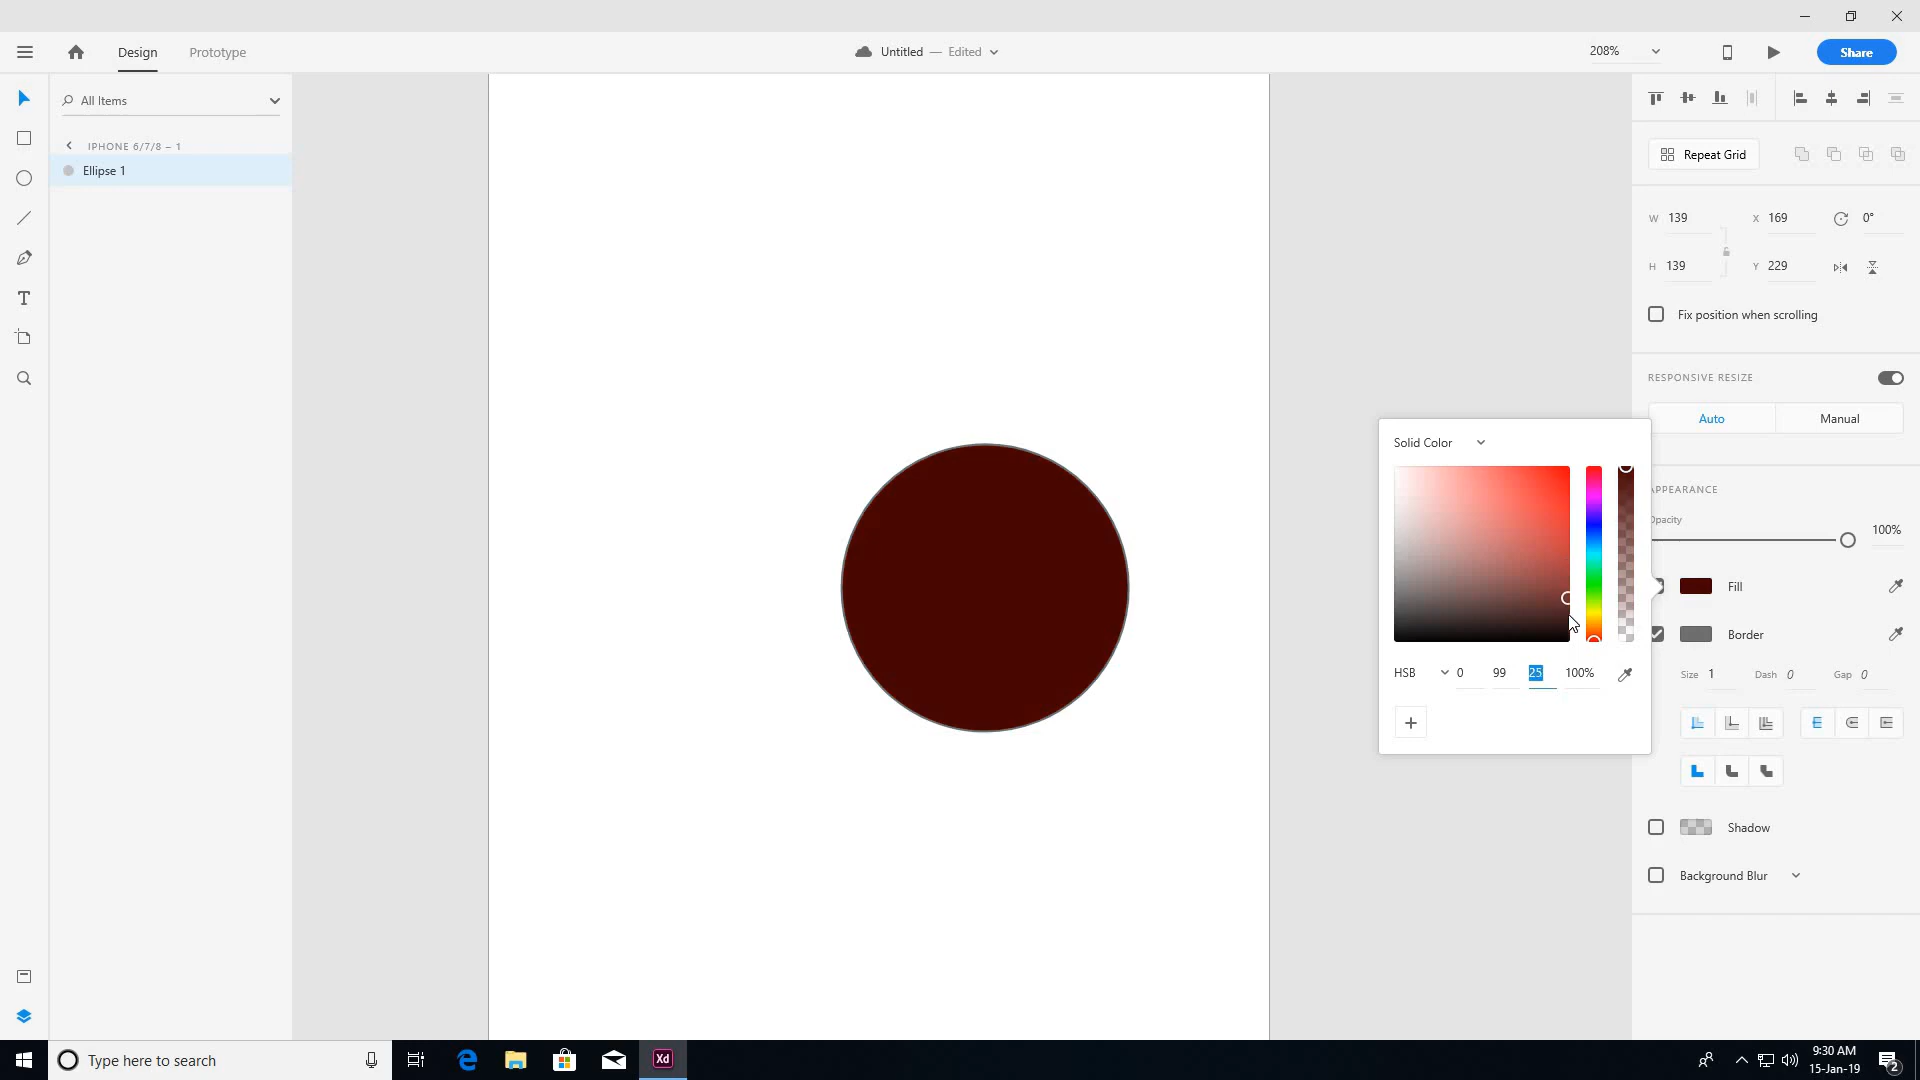 Design Prototype Untitled — Edited 208% Share
All Items
IPHONE 6/7/8 – 1
Ellipse 1
Repeat Grid
W 139 X 169 0°
H 139 Y 229
Fix position when scrolling
RESPONSIVE RESIZE
Auto Manual
Solid Color
APPEARANCE
Opacity
100%
Fill
Border
HSB 0 99 25 100%
Size 1 Dash 0 Gap 0
+
Shadow
Background Blur
Type here to search
Xd
9:30 AM
15-Jan-19
2